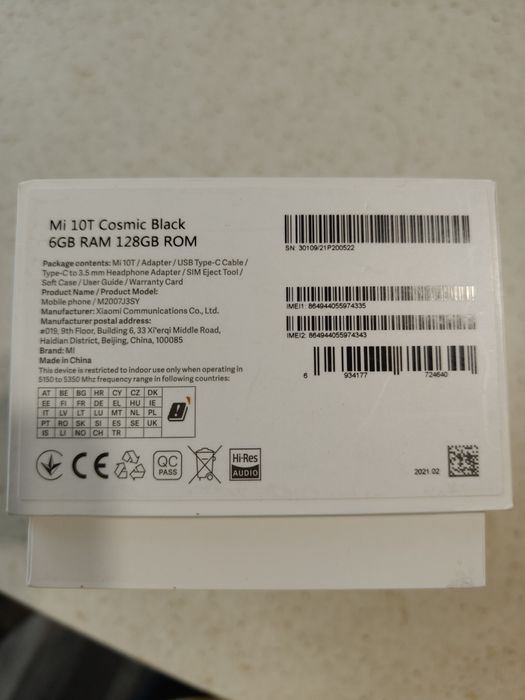 Mi 10T Cosmic Black
6GB RAM 128GB ROM
Package contents: Mi 10T / Adapter / USB Type-C Cable /
Type-C to 3.5 mm Headphone Adapter / SIM Eject Tool /
Soft Case / User Guide / Warranty Card
Product Name / Product Model:
Mobile phone / M2007J3SY
Manufacturer: Xiaomi Communications Co., Ltd.
Manufacturer postal address:
#019, 9th Floor, Building 6, 33 Xi'erqi Middle Road,
Haidian District, Beijing, China, 100085
Brand: MI
Made in China
This device is restricted to indoor use only when operating in
5150 to 5350 Mhz frequency range in following countries:
AT BE BG HR CY CZ DK
EE FI FR DE EL HU IE
IT LV LT LU MT NL PL
PT RO SK SI ES SE UK
IS LI NO CH TR
CE
QC
PASS
Hi-Res
AUDIO
SN: 30109/21P200522
IMEI1: 864944055974335
IMEI2: 864944055974343
6 934177 724640
2021.02